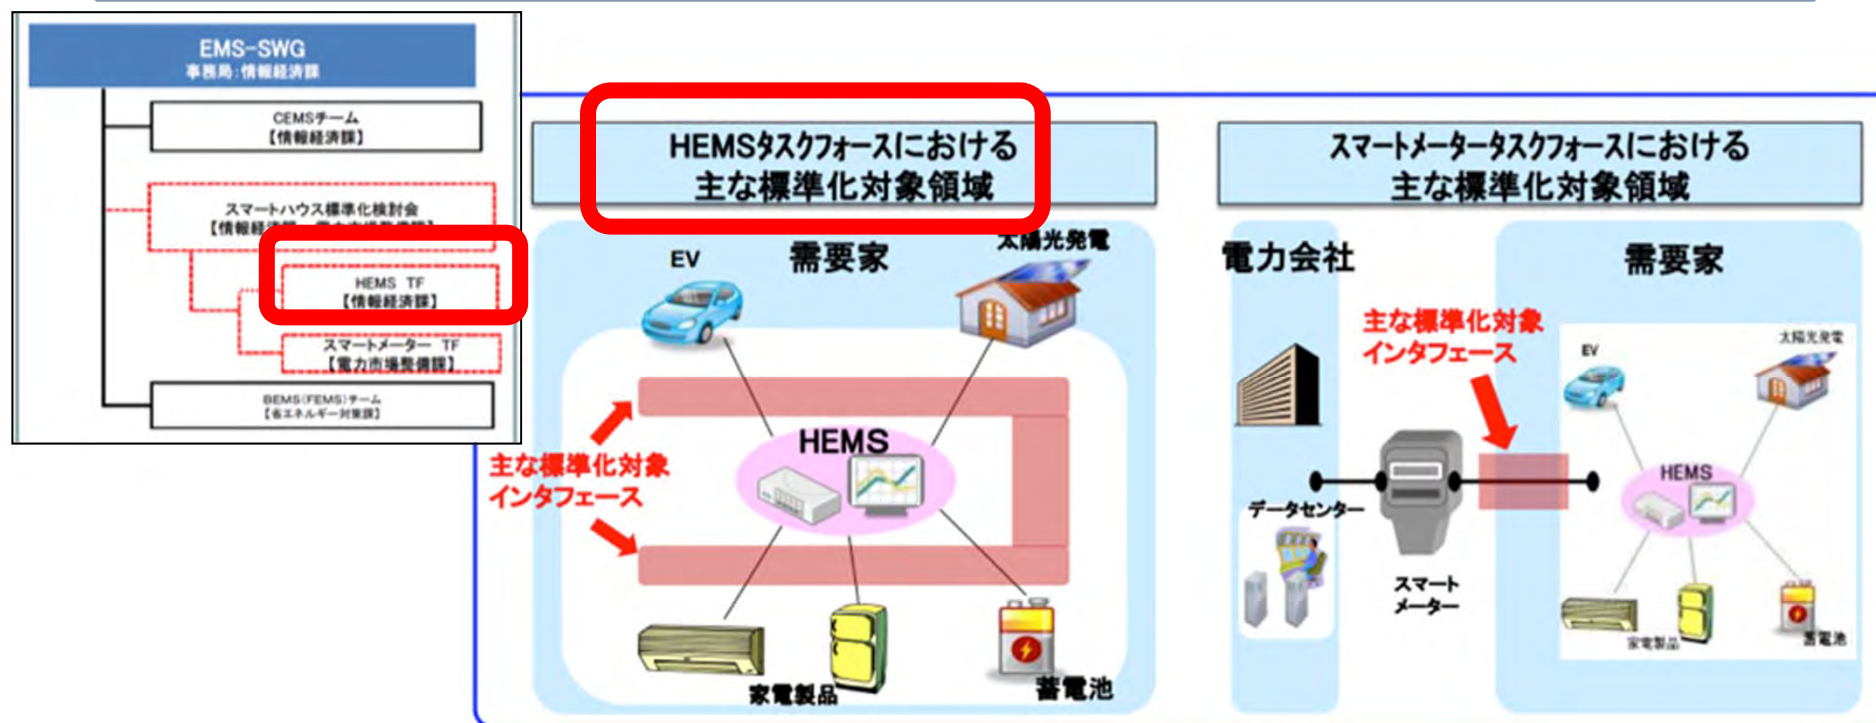 EMS-SWG
事務局:情報経済課
CEMSチーム
【情報経済課】
スマートハウス標準化検討会
【情報経
HEMS TF
【情報経済課】
スマートメーター TF
【電力市場整備課】
BEMS(FEMS)チーム
【省エネルギー対策課】
HEMSタスクフォースにおける
主な標準化対象領域
EV
需要家
太陽光発電
主な標準化対象
インタフェース
HEMS
家電製品
蓄電池
スマートメータータスクフォースにおける
主な標準化対象領域
電力会社
需要家
主な標準化対象
インタフェース
EV
太陽光発電
データセンター
スマート
メーター
HEMS
家電製品
蓄電池